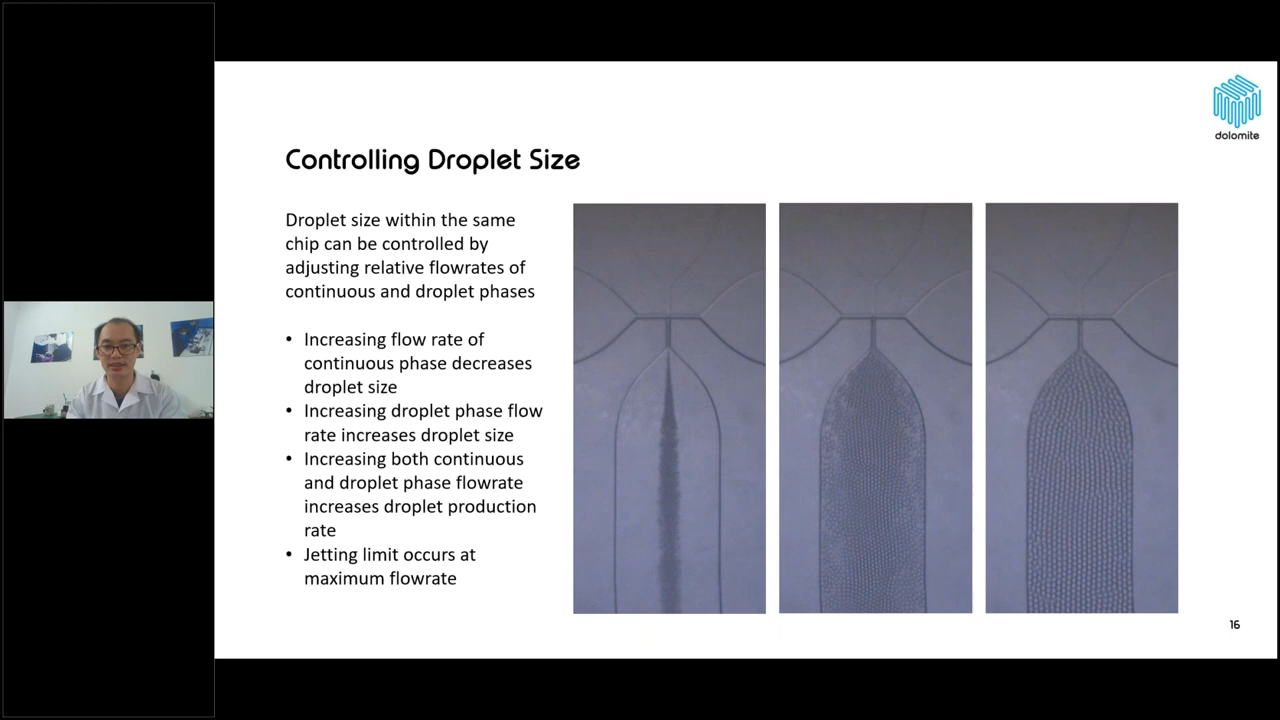 dolomite
Controlling Droplet Size
Droplet size within the same
chip can be controlled by
adjusting relative flowrates of
continuous and droplet phases
• Increasing flow rate of
continuous phase decreases
droplet size
• Increasing droplet phase flow
rate increases droplet size
• Increasing both continuous
and droplet phase flowrate
increases droplet production
rate
• Jetting limit occurs at
maximum flowrate
16